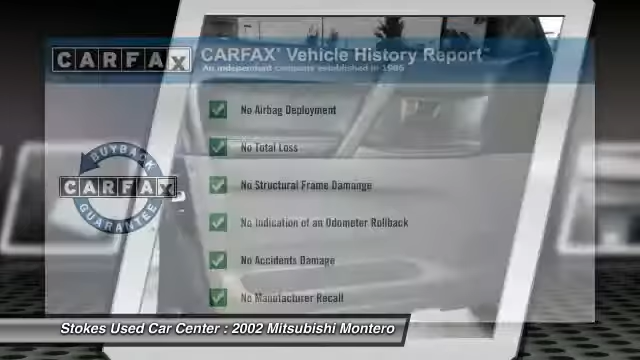 CARFAX
CARFAX Vehicle History Report
An independent company established in 1986
No Airbag Deployment
No Total Loss
BUYBACK
CARFAX
GUARANTEE
No Structural Frame Damange
No Indication of an Odometer Rollback
No Accidents Damage
No Manufacturer Recall
Stokes Used Car Center : 2002 Mitsubishi Montero